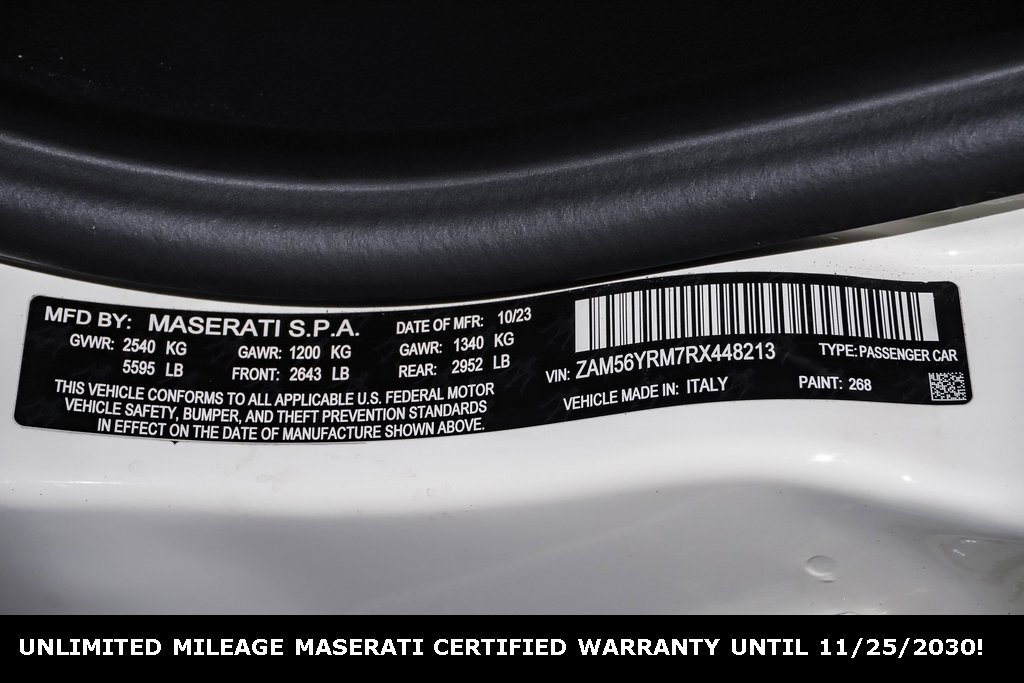 MFD BY: MASERATI S.P.A. DATE OF MFR: 10/23
GVWR: 2540 KG GAWR: 1200 KG GAWR: 1340 KG
5595 LB FRONT: 2643 LB REAR: 2952 LB
THIS VEHICLE CONFORMS TO ALL APPLICABLE U.S. FEDERAL MOTOR
VEHICLE SAFETY, BUMPER, AND THEFT PREVENTION STANDARDS
IN EFFECT ON THE DATE OF MANUFACTURE SHOWN ABOVE.
VIN: ZAM56YRM7RX448213 TYPE: PASSENGER CAR
VEHICLE MADE IN: ITALY PAINT: 268
UNLIMITED MILEAGE MASERATI CERTIFIED WARRANTY UNTIL 11/25/2030!